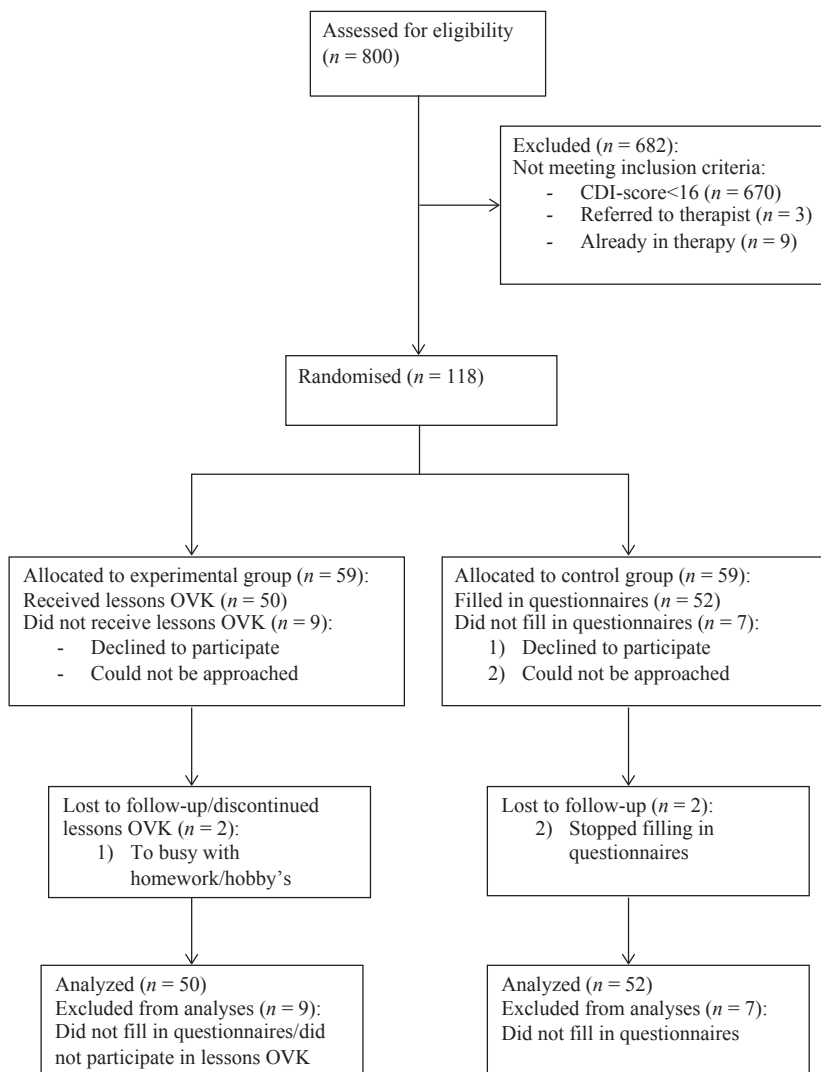 Assessed for eligibility
(n = 800)
Excluded (n = 682):
Not meeting inclusion criteria:
- CDI-score<16 (n = 670)
- Referred to therapist (n = 3)
- Already in therapy (n = 9)
Randomised (n = 118)
Allocated to experimental group (n = 59):
Received lessons OVK (n = 50)
Did not receive lessons OVK (n = 9):
- Declined to participate
- Could not be approached
Allocated to control group (n = 59):
Filled in questionnaires (n = 52)
Did not fill in questionnaires (n = 7):
1) Declined to participate
2) Could not be approached
Lost to follow-up/discontinued
lessons OVK (n = 2):
1) To busy with
homework/hobby's
Lost to follow-up (n = 2):
2) Stopped filling in
questionnaires
Analyzed (n = 50)
Excluded from analyses (n = 9):
Did not fill in questionnaires/did
not participate in lessons OVK
Analyzed (n = 52)
Excluded from analyses (n = 7):
Did not fill in questionnaires